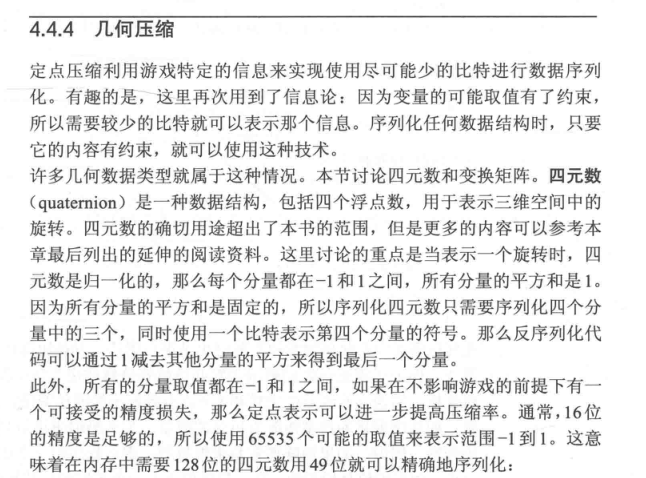 4.4.4 几何压缩
定点压缩利用游戏特定的信息来实现使用尽可能少的比特进行数据序列
化。有趣的是，这里再次用到了信息论：因为变量的可能取值有了约束，
所以需要较少的比特就可以表示那个信息。序列化任何数据结构时，只要
它的内容有约束，就可以使用这种技术。
许多几何数据类型就属于这种情况。本节讨论四元数和变换矩阵。四元数
（quaternion）是一种数据结构，包括四个浮点数，用于表示三维空间中的
旋转。四元数的确切用途超出了本书的范围，但是更多的内容可以参考本
章最后列出的延伸的阅读资料。这里讨论的重点是当表示一个旋转时，四
元数是归一化的，那么每个分量都在−1和1之间，所有分量的平方和是1。
因为所有分量的平方和是固定的，所以序列化四元数只需要序列化四个分
量中的三个，同时使用一个比特表示第四个分量的符号。那么反序列化代
码可以通过1减去其他分量的平方来得到最后一个分量。
此外，所有的分量取值都在−1和1之间，如果在不影响游戏的前提下有一
个可接受的精度损失，那么定点表示可以进一步提高压缩率。通常，16位
的精度是足够的，所以使用65535个可能的取值来表示范围−1到1。这意
味着在内存中需要128位的四元数用49位就可以精确地序列化：